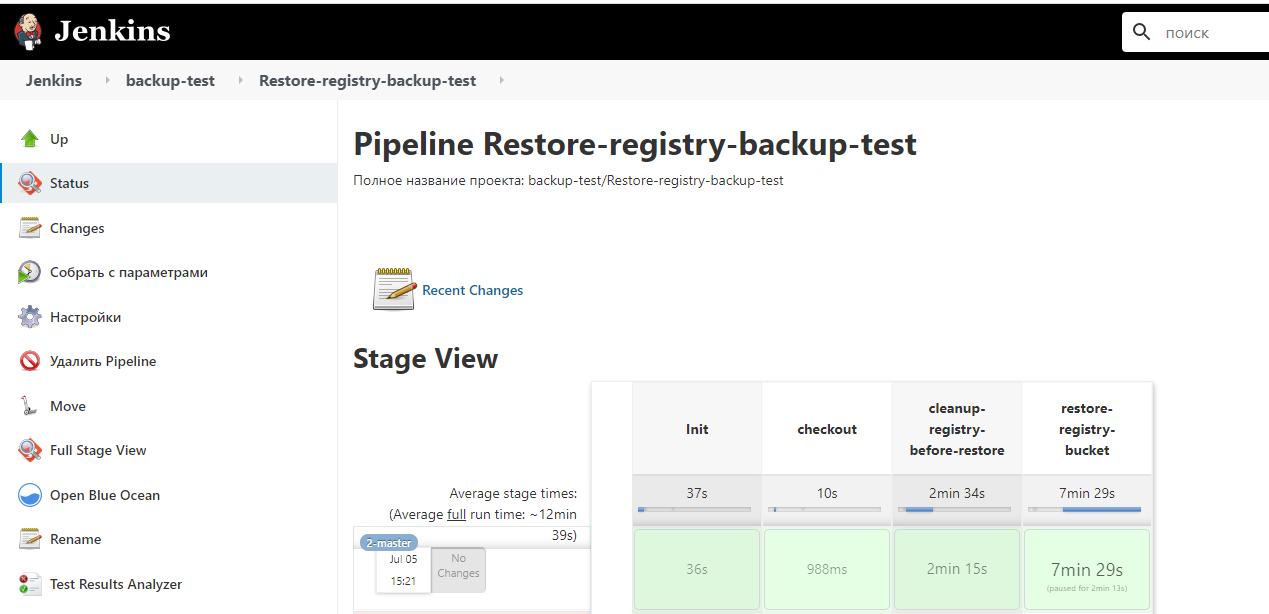 Jenkins
поиск
Jenkins
backup-test
Restore-registry-backup-test
Up
Status
Changes
Собрать с параметрами
Настройки
Удалить Pipeline
Move
Full Stage View
Open Blue Ocean
Rename
Test Results Analyzer
Pipeline Restore-registry-backup-test
Полное название проекта: backup-test/Restore-registry-backup-test
Recent Changes
Stage View
Init
checkout
cleanup-
registry-
before-restore
restore-
registry-
bucket
Average stage times:
(Average full run time: ~12min
39s)
37s
10s
2min 34s
7min 29s
2-master
Jul 05
15:21
No
Changes
36s
988ms
2min 15s
7min 29s
(paused for 2min 13s)